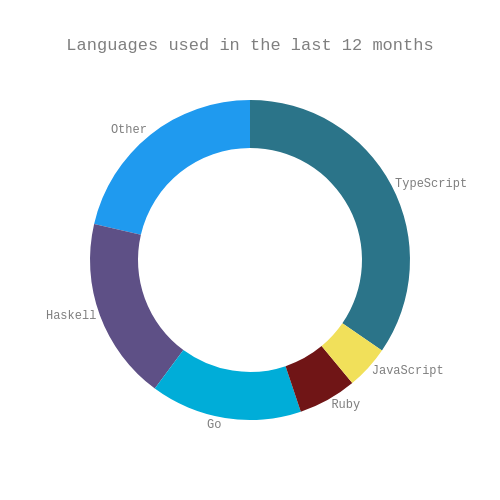 Languages used in the last 12 months
Other
TypeScript
Haskell
JavaScript
Ruby
Go